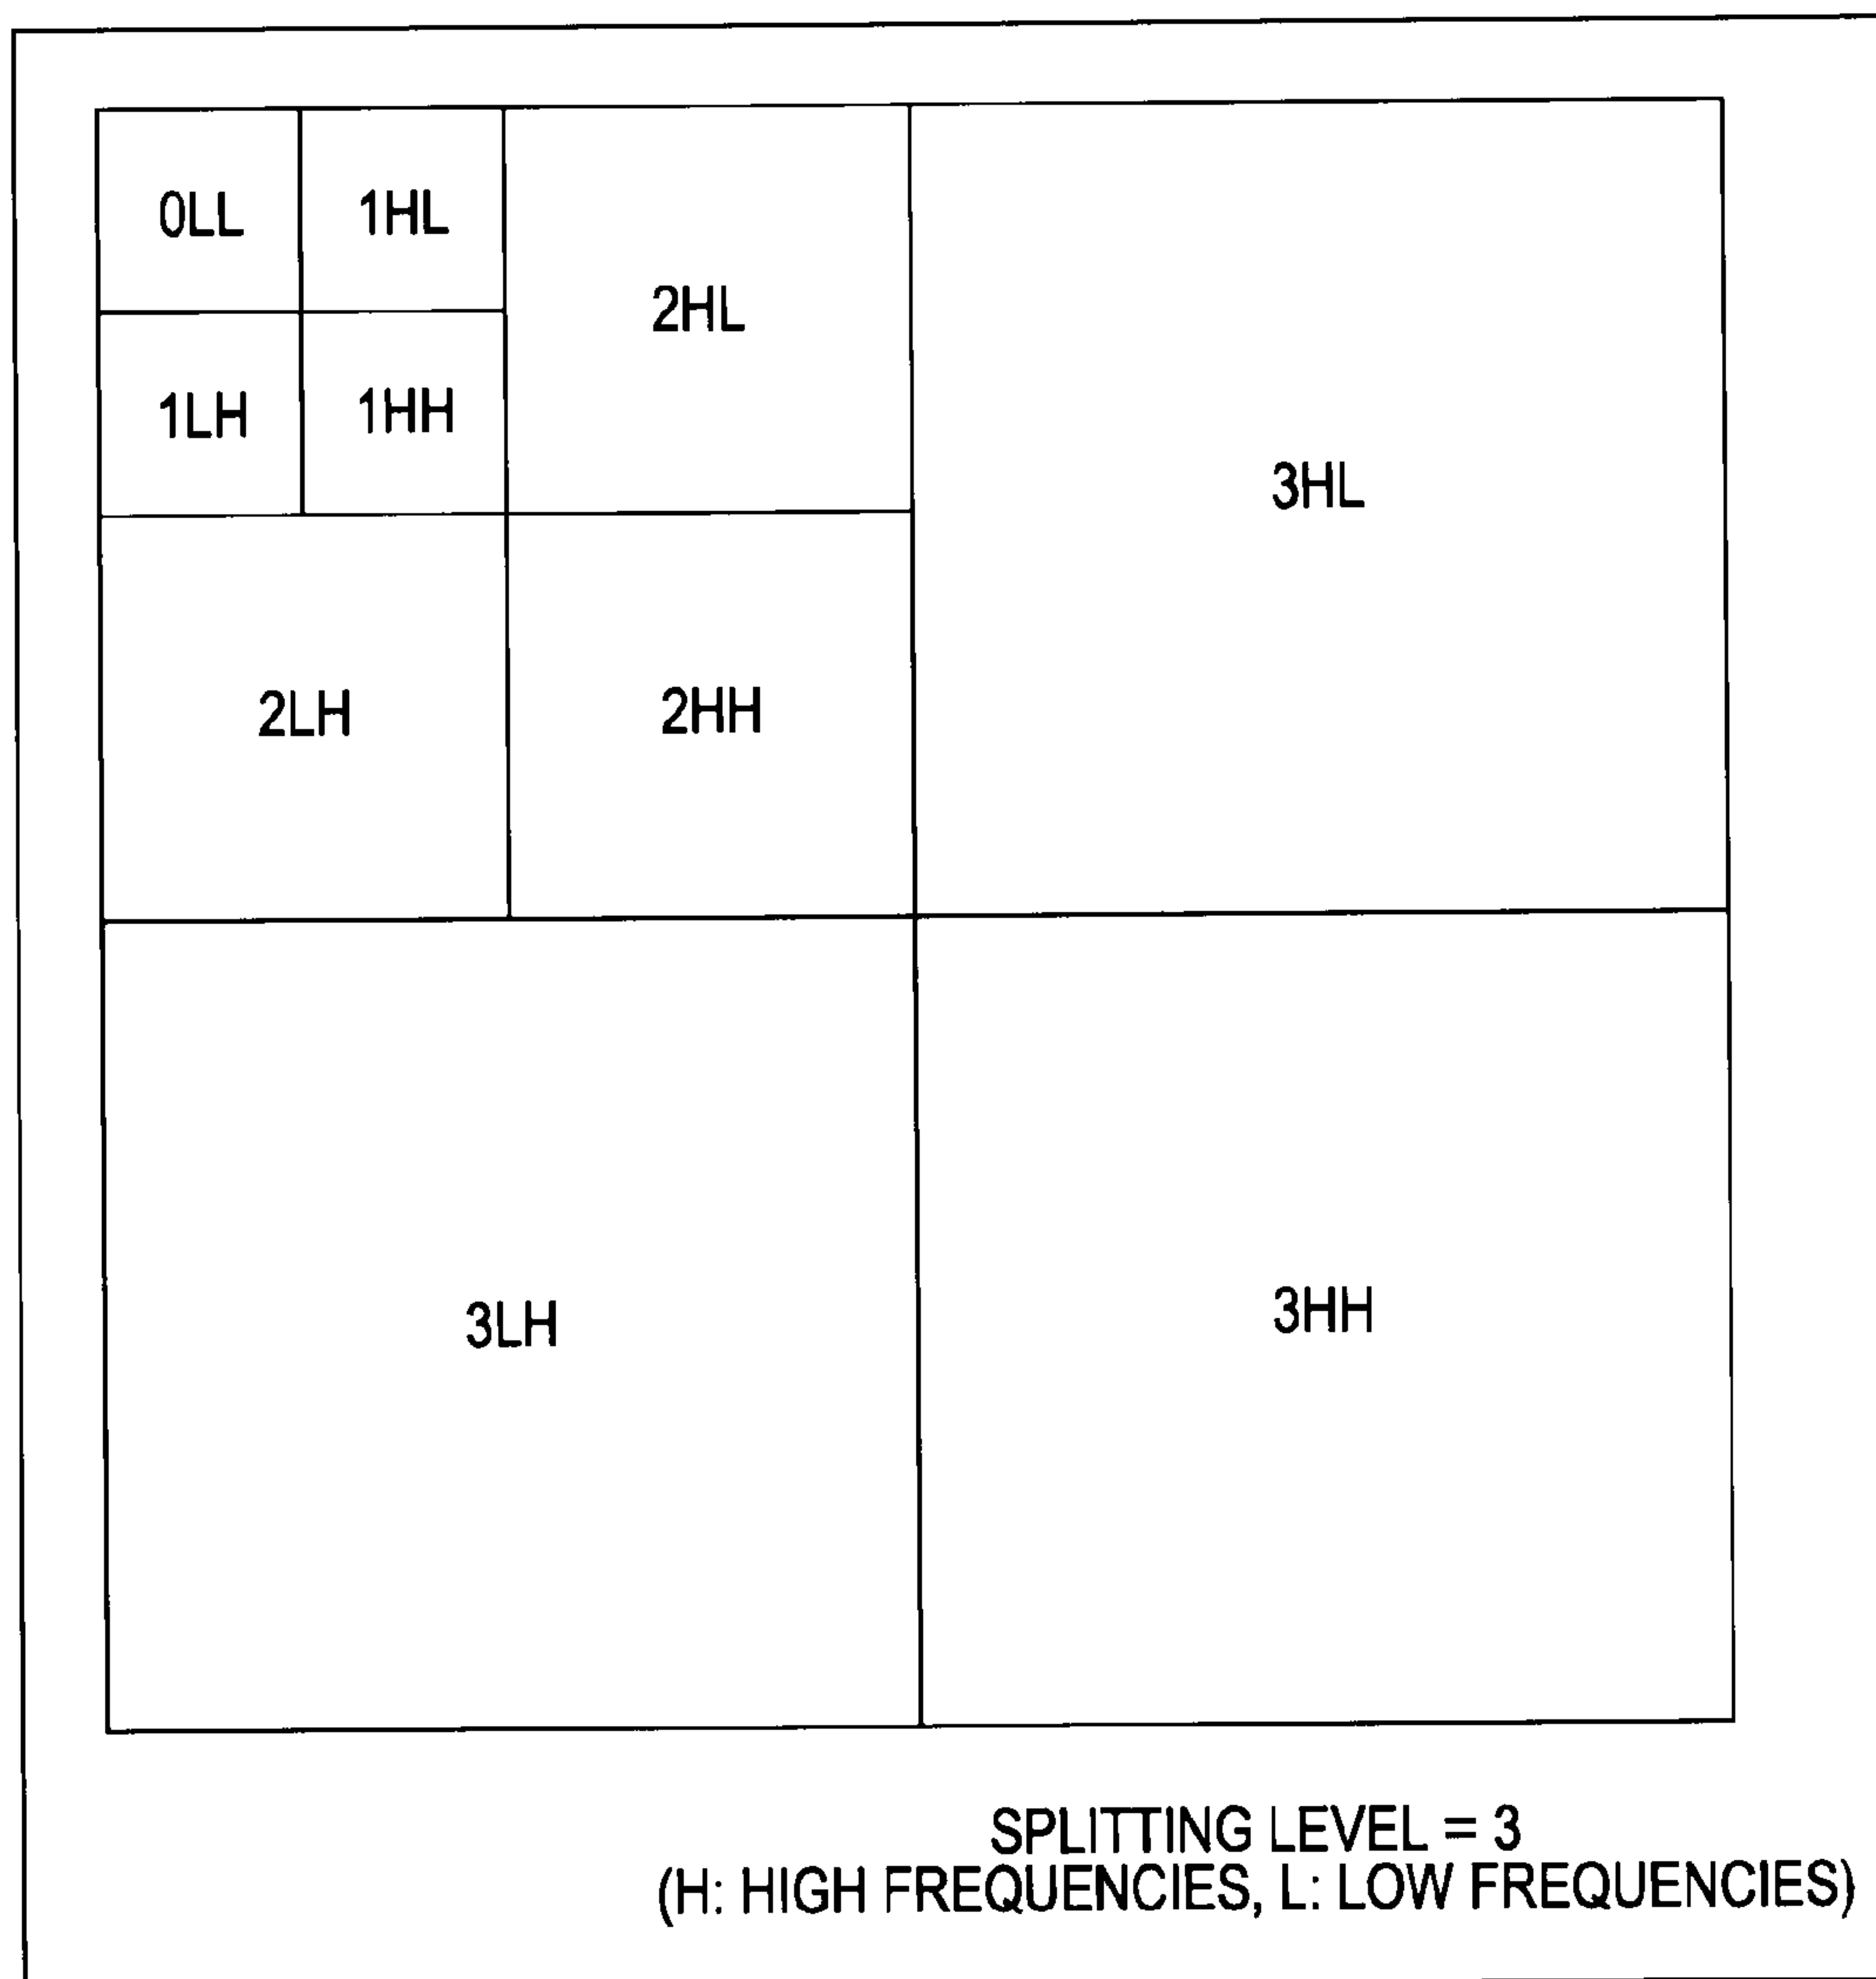 0LL
1HL
2HL
3HL
1LH
1HH
2LH
2HH
3LH
3HH
SPLITTING LEVEL = 3
(H: HIGH FREQUENCIES, L: LOW FREQUENCIES)